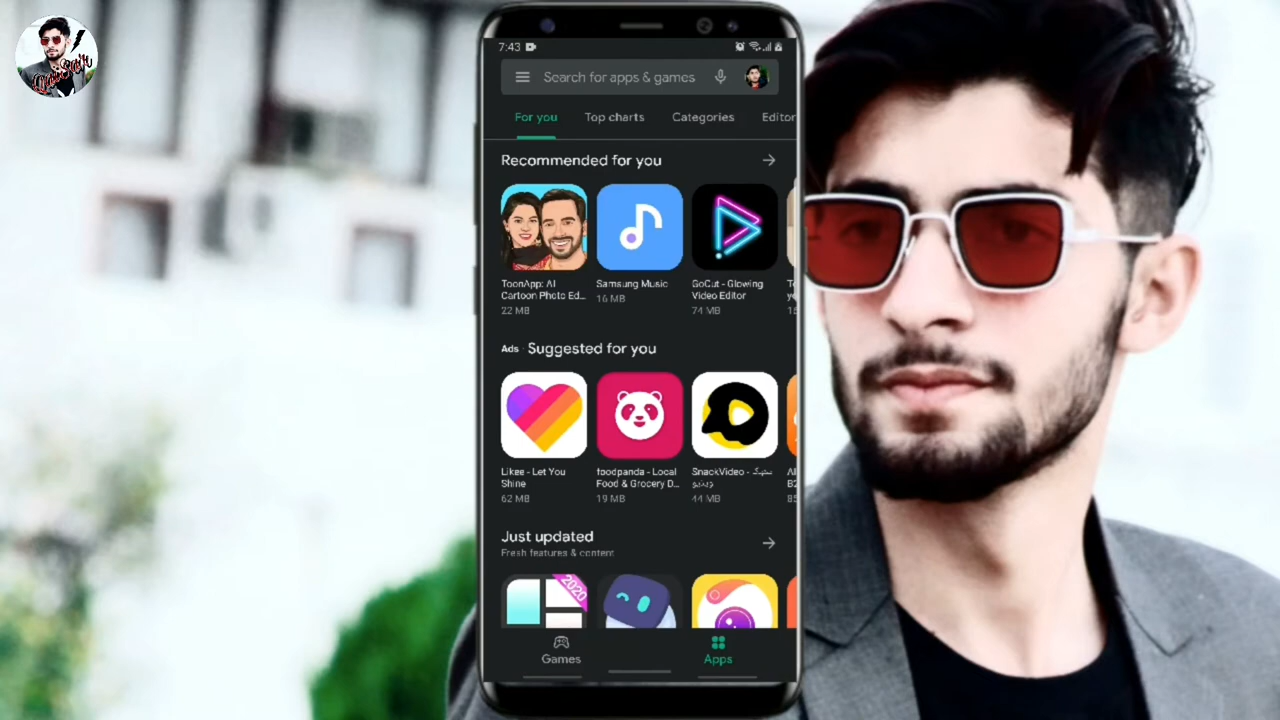 7:43
Search for apps & games
For you Top charts Categories Editor
Recommended for you
ToonApp: AI
Cartoon Photo Ed...
22 MB
Samsung Music
16 MB
GoCut - Glowing
Video Editor
74 MB
Ads · Suggested for you
Likee - Let You
Shine
62 MB
foodpanda - Local
Food & Grocery D...
19 MB
SnackVideo - سنیک
ویڈیو
44 MB
Just updated
Fresh features & content
2020
Games
Apps